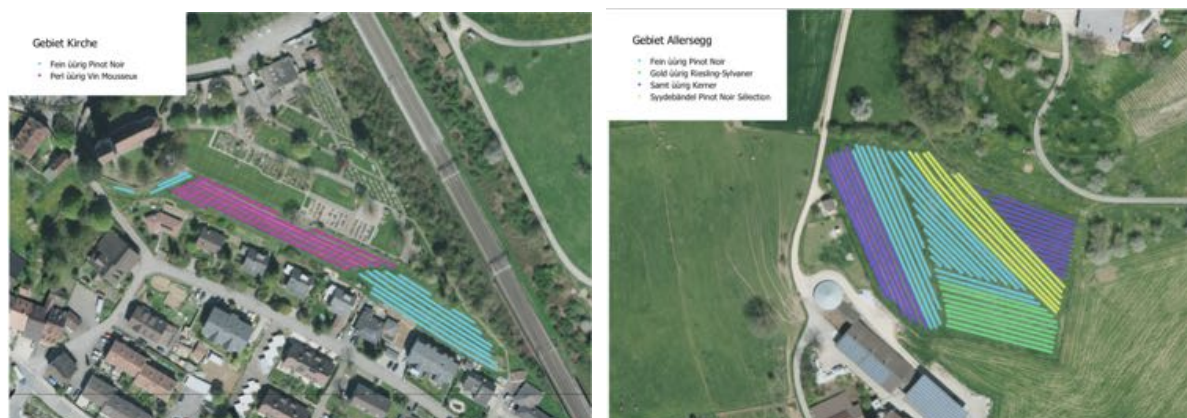 Gebiet Kirche
Fein üürig Pinot Noir
Perl üürig Vin Mousseux
Gebiet Allersegg
Fein üürig Pinot Noir
Gold üürig Riesling-Sylvaner
Samt üürig Kerner
Syydebändel Pinot Noir Sélection